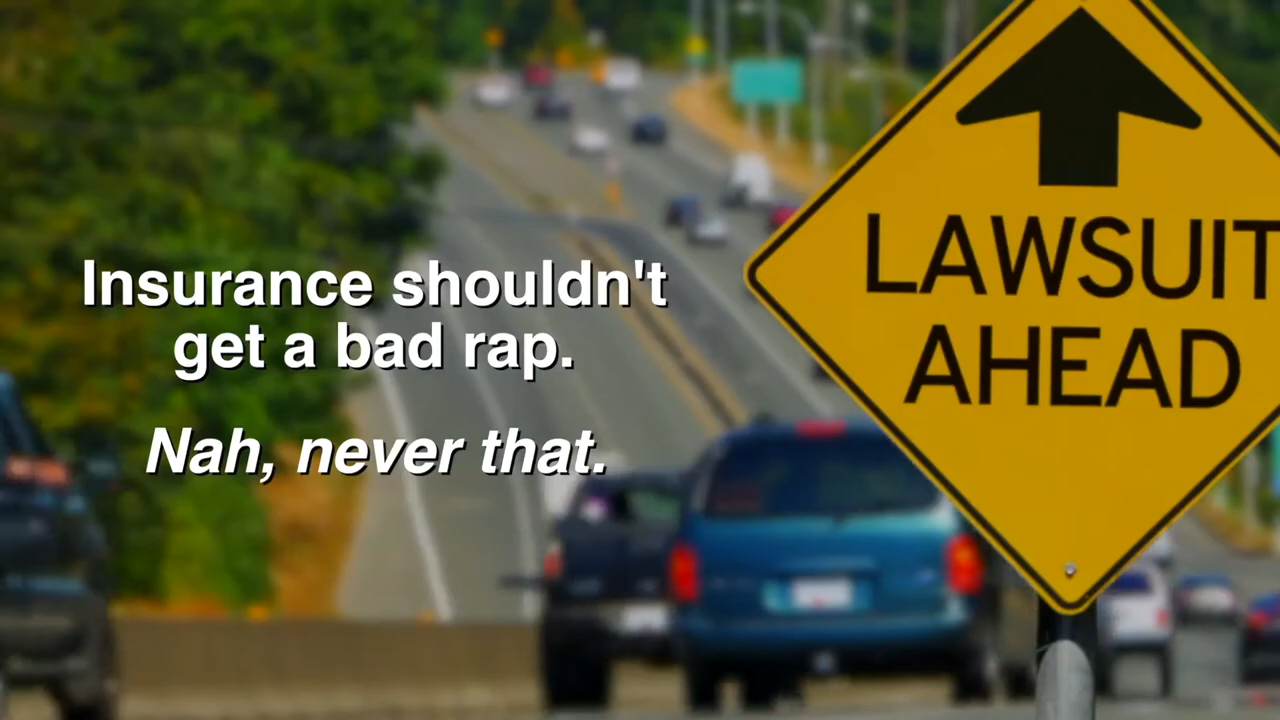 Insurance shouldn't
get a bad rap.
Nah, never that.
LAWSUIT
AHEAD